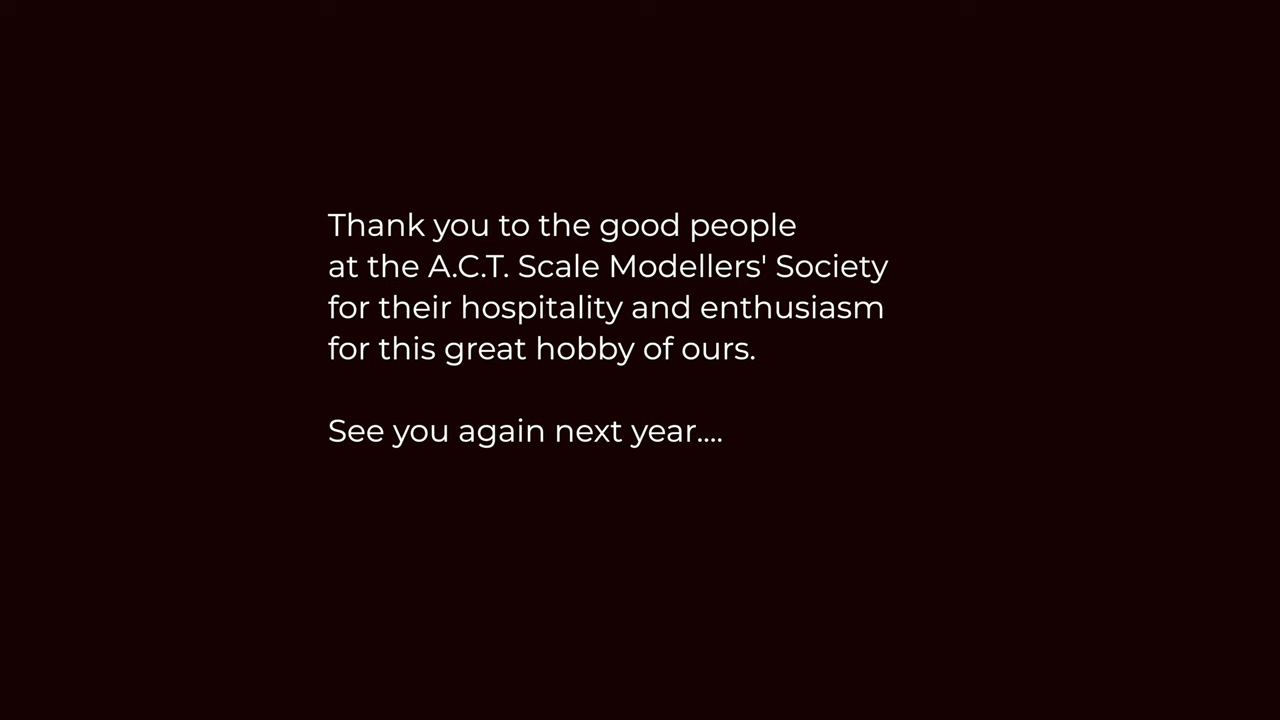 Thank you to the good people
at the A.C.T. Scale Modellers' Society
for their hospitality and enthusiasm
for this great hobby of ours.
See you again next year....